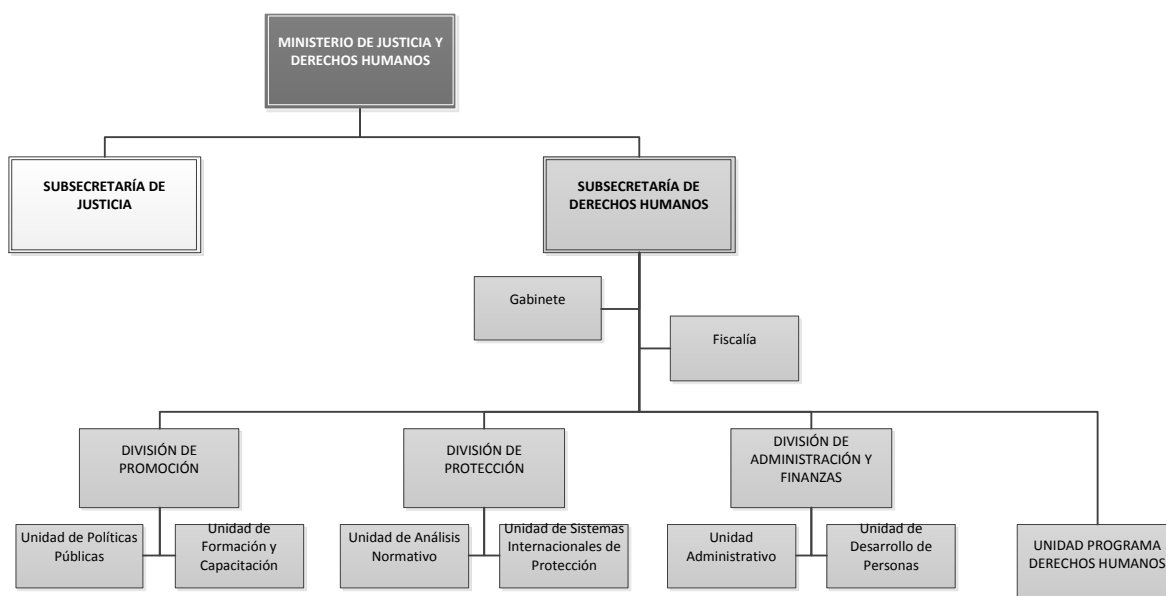 MINISTERIO DE JUSTICIA Y
DERECHOS HUMANOS
SUBSECRETARÍA DE
JUSTICIA
SUBSECRETARÍA DE
DERECHOS HUMANOS
Gabinete
Fiscalía
DIVISIÓN DE
PROMOCIÓN
DIVISIÓN DE
PROTECCIÓN
DIVISIÓN DE
ADMINISTRACIÓN Y
FINANZAS
Unidad de Políticas
Públicas
Unidad de
Formación y
Capacitación
Unidad de Análisis
Normativo
Unidad de Sistemas
Internacionales de
Protección
Unidad
Administrativo
Unidad de
Desarrollo de
Personas
UNIDAD PROGRAMA
DERECHOS HUMANOS